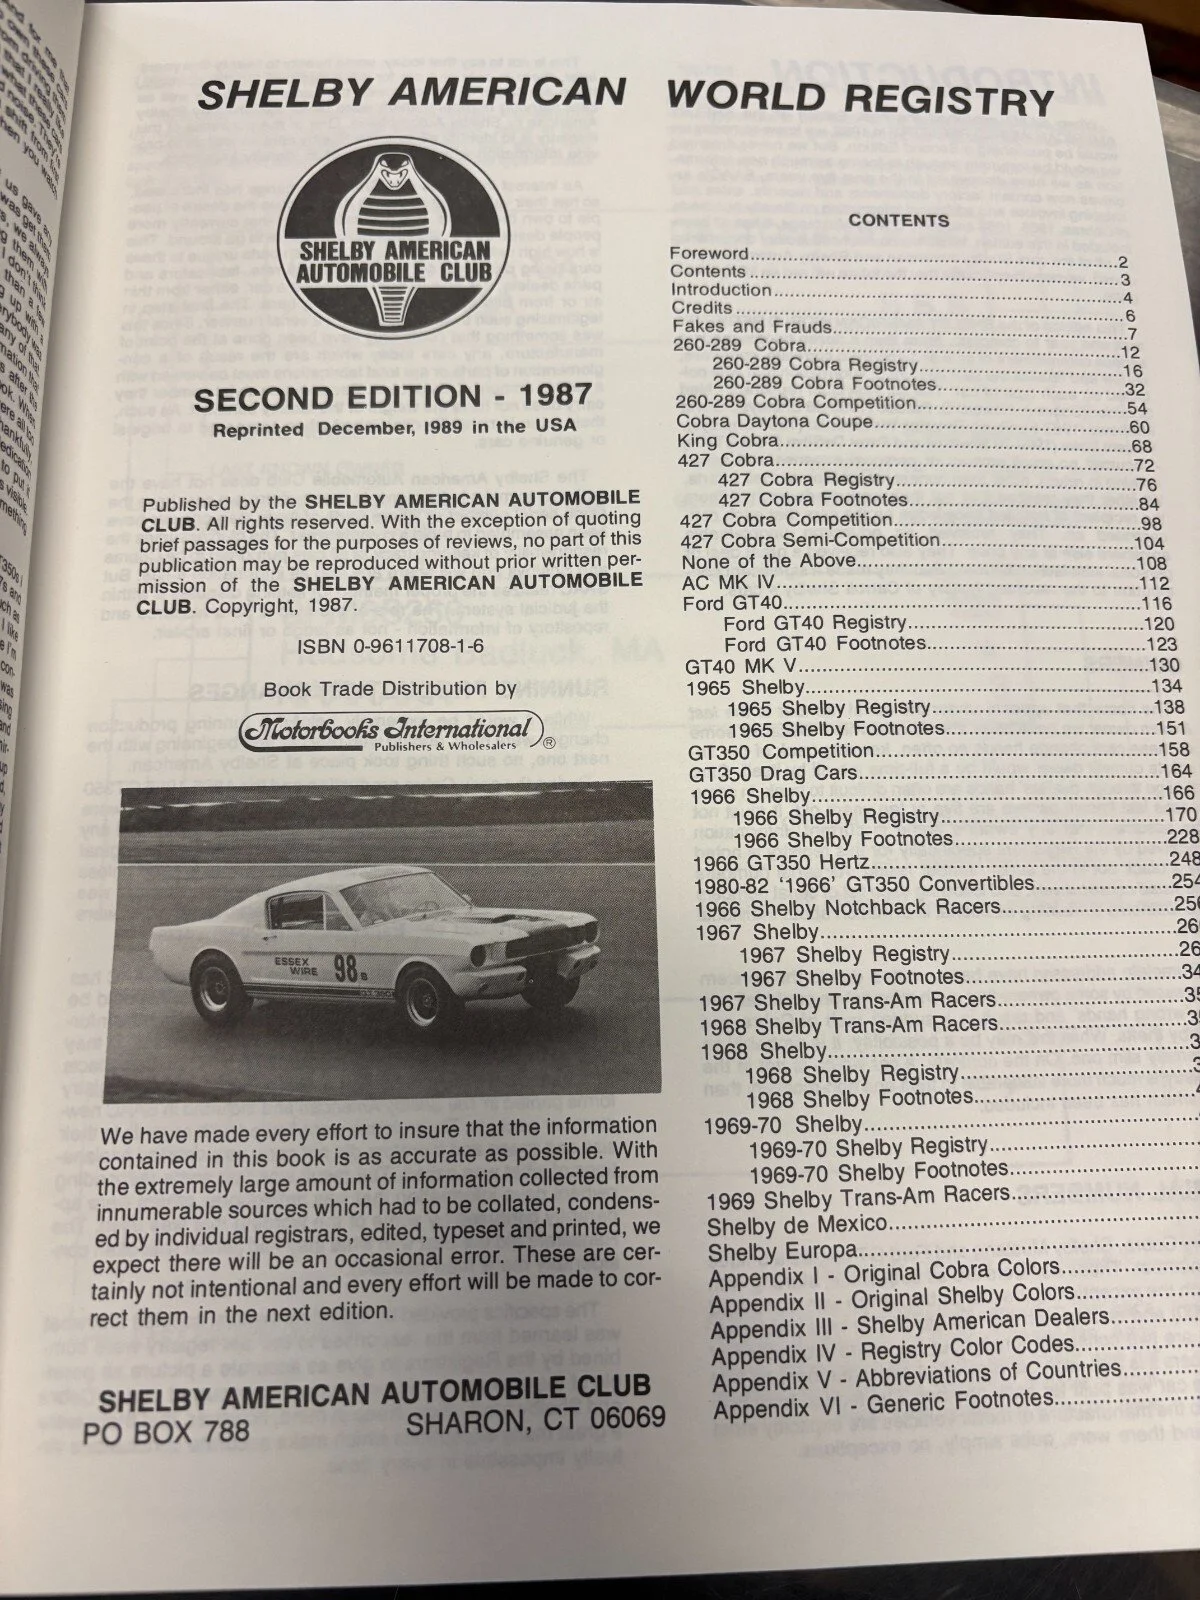 SHELBY AMERICAN WORLD REGISTRY
SHELBY AMERICAN
AUTOMOBILE CLUB
SECOND EDITION - 1987
Reprinted December, 1989 in the USA
Published by the SHELBY AMERICAN AUTOMOBILE
CLUB. All rights reserved. With the exception of quoting
brief passages for the purposes of reviews, no part of this
publication may be reproduced without prior written per-
mission of the SHELBY AMERICAN AUTOMOBILE
CLUB. Copyright, 1987.
ISBN 0-9611708-1-6
Book Trade Distribution by
Motorbooks International
Publishers & Wholesalers ®
ESSEX
WIRE 98B
We have made every effort to insure that the information
contained in this book is as accurate as possible. With
the extremely large amount of information collected from
innumerable sources which had to be collated, condens-
ed by individual registrars, edited, typeset and printed, we
expect there will be an occasional error. These are cer-
tainly not intentional and every effort will be made to cor-
rect them in the next edition.
SHELBY AMERICAN AUTOMOBILE CLUB
PO BOX 788 SHARON, CT 06069
CONTENTS
Foreword...2
Contents...3
Introduction...4
Credits...6
Fakes and Frauds...7
260-289 Cobra...12
260-289 Cobra Registry...16
260-289 Cobra Footnotes...32
260-289 Cobra Competition...54
Cobra Daytona Coupe...60
King Cobra...68
427 Cobra...72
427 Cobra Registry...76
427 Cobra Footnotes...84
427 Cobra Competition...98
427 Cobra Semi-Competition...104
None of the Above...108
AC MK IV...112
Ford GT40...116
Ford GT40 Registry...120
Ford GT40 Footnotes...123
GT40 MK V...130
1965 Shelby...134
1965 Shelby Registry...138
1965 Shelby Footnotes...151
GT350 Competition...158
GT350 Drag Cars...164
1966 Shelby...166
1966 Shelby Registry...170
1966 Shelby Footnotes...228
1966 GT350 Hertz...248
1980-82 '1966' GT350 Convertibles...254
1966 Shelby Notchback Racers...
1967 Shelby...
1967 Shelby Registry...
1967 Shelby Footnotes...
1967 Shelby Trans-Am Racers...
1968 Shelby Trans-Am Racers...
1968 Shelby...
1968 Shelby Registry...
1968 Shelby Footnotes...
1969-70 Shelby...
1969-70 Shelby Registry...
1969-70 Shelby Footnotes...
1969 Shelby Trans-Am Racers...
Shelby de Mexico...
Shelby Europa...
Appendix I - Original Cobra Colors...
Appendix II - Original Shelby Colors...
Appendix III - Shelby American Dealers...
Appendix IV - Registry Color Codes...
Appendix V - Abbreviations of Countries...
Appendix VI - Generic Footnotes...